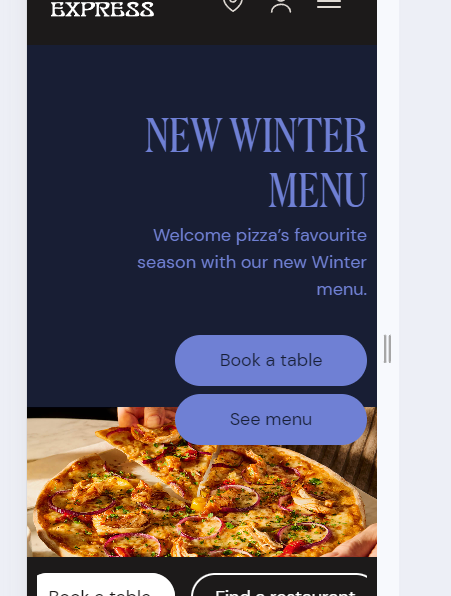 EXPRESS
NEW WINTER
MENU
Welcome pizza’s favourite
season with our new Winter
menu.
Book a table
See menu
Book a table
Find a restaurant